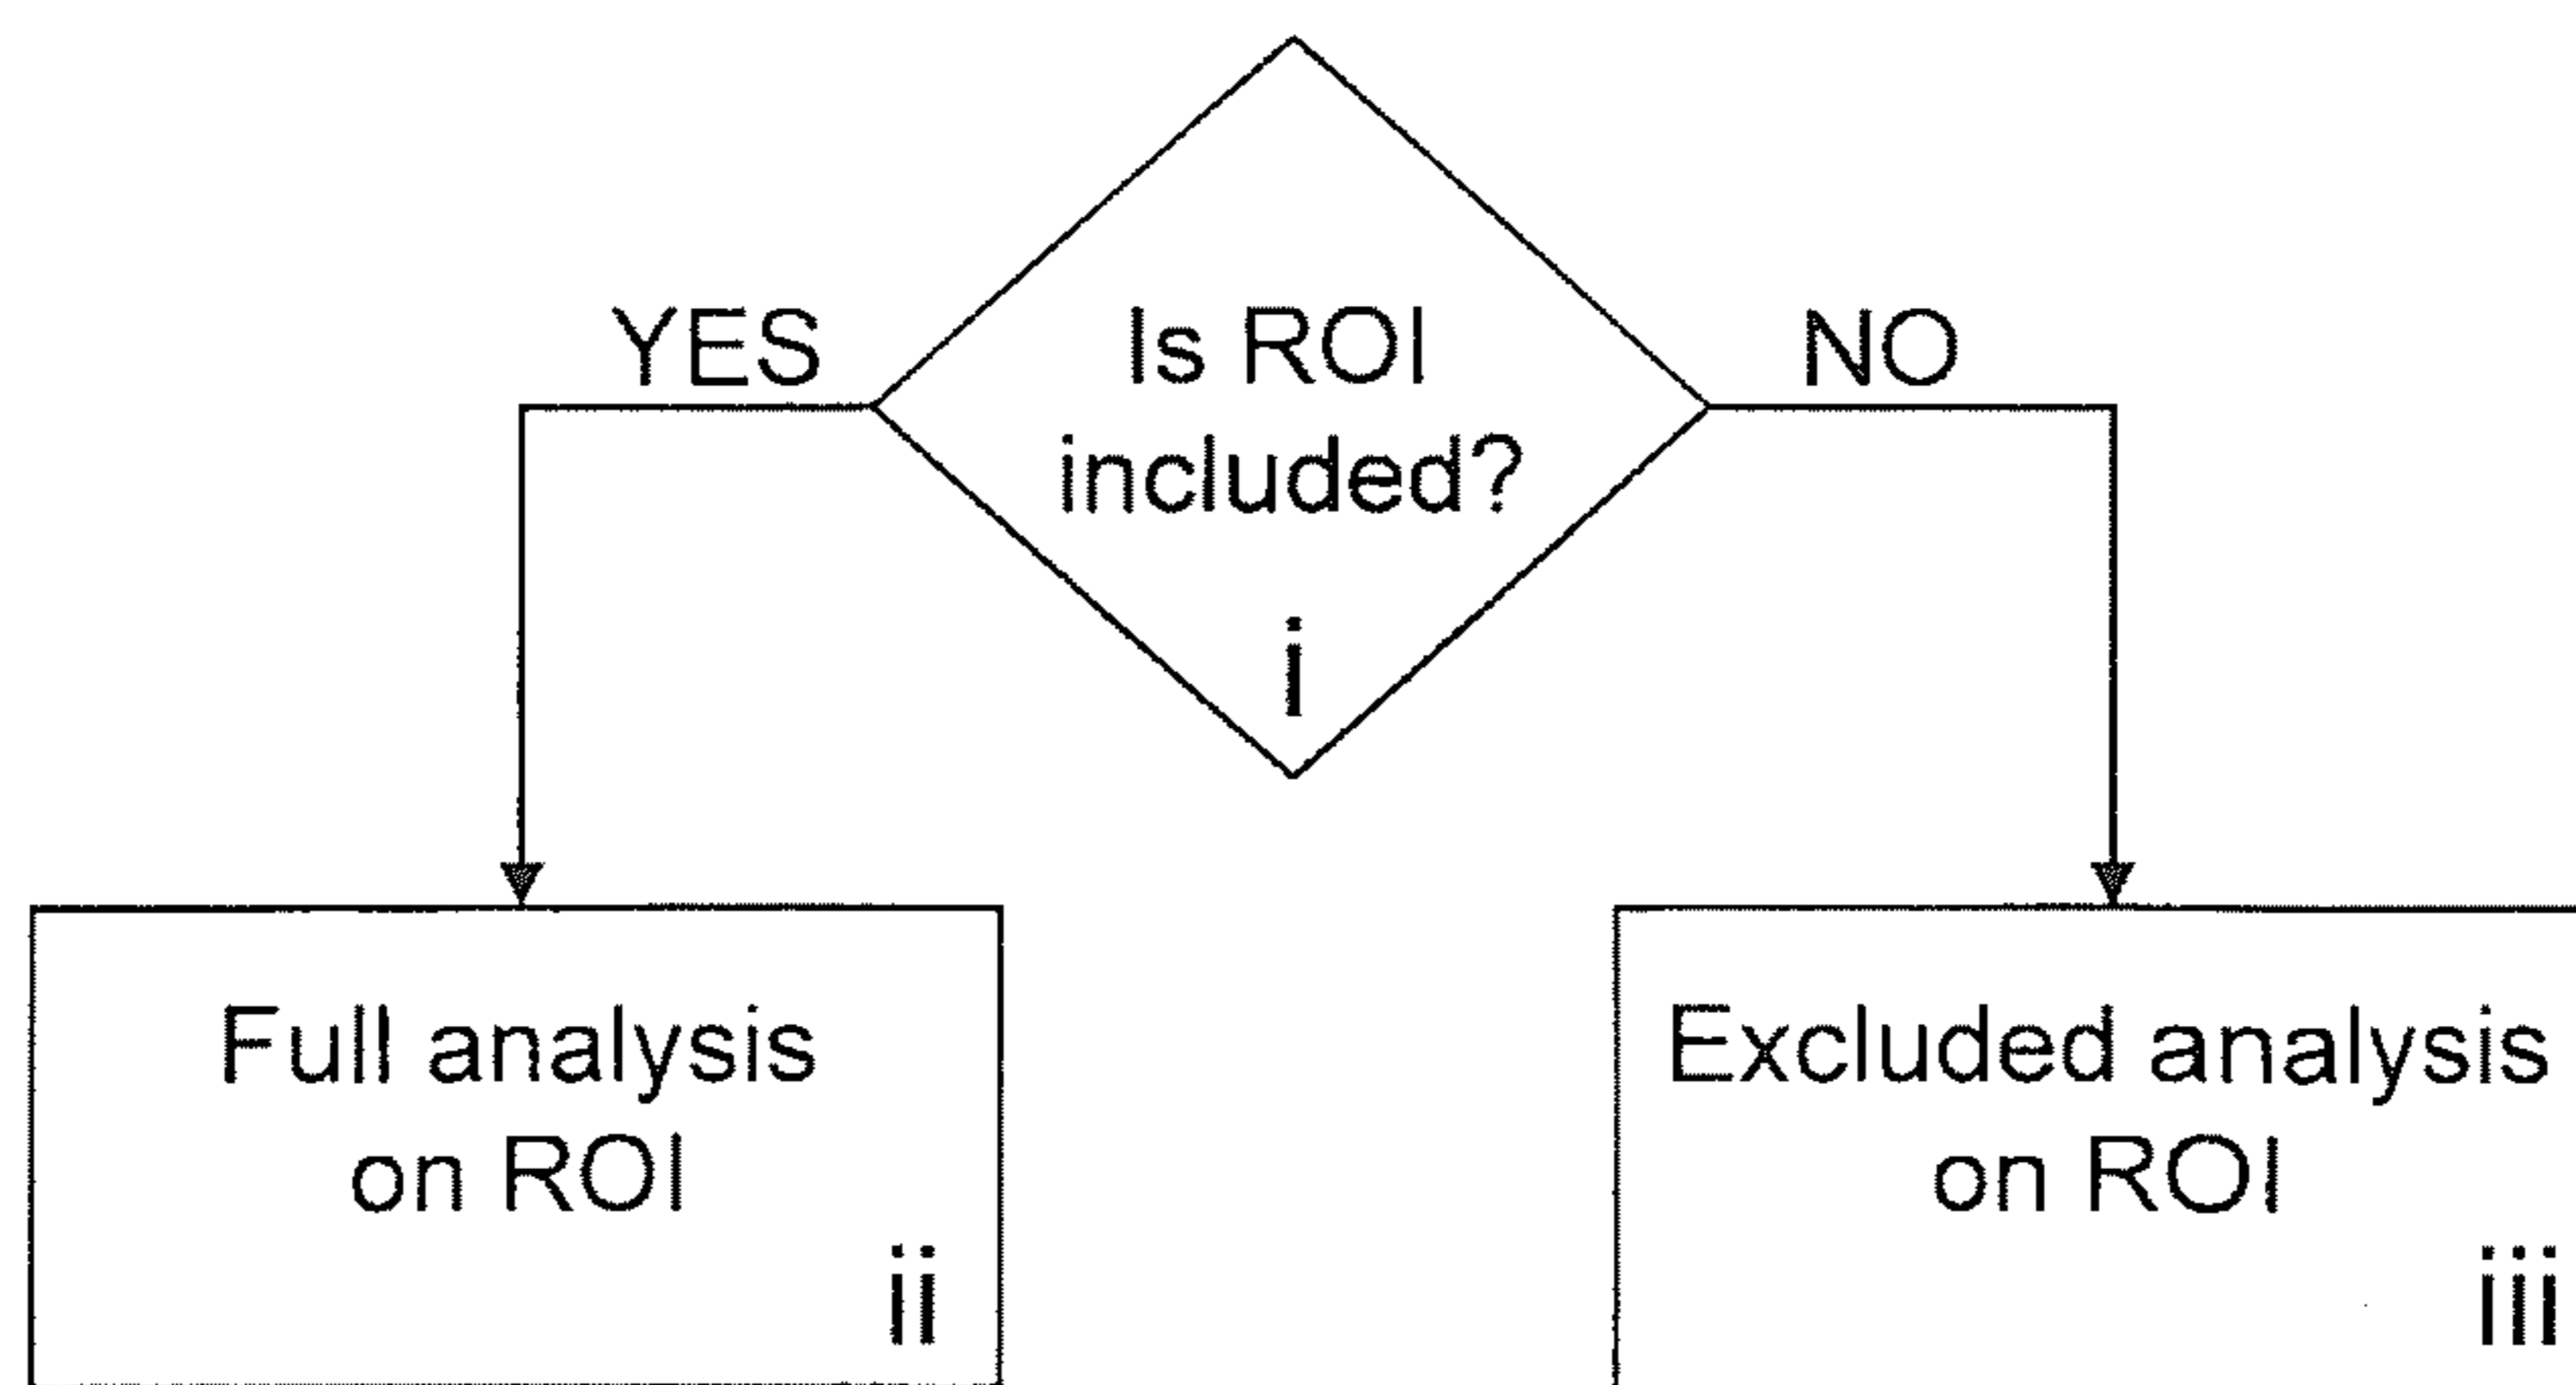 YES
Is ROI
included?
i
NO
Full analysis
on ROI
ii
Excluded analysis
on ROI
iii